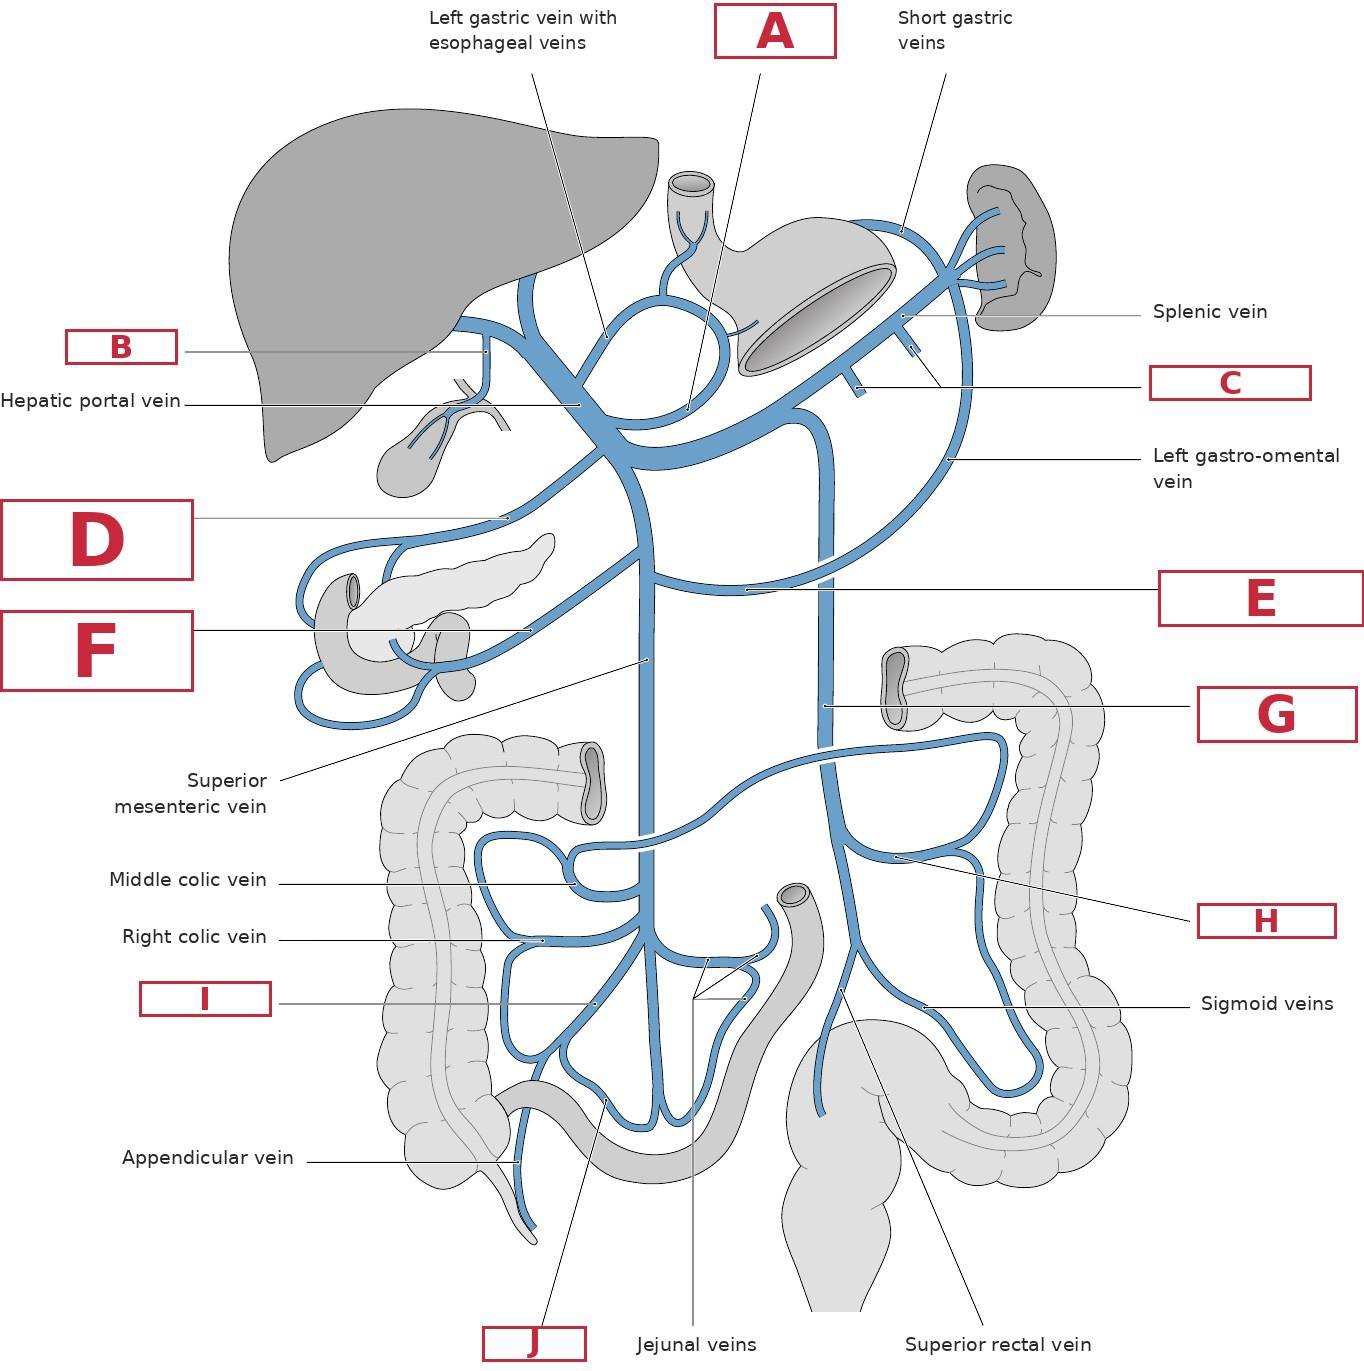 Left gastric vein with
esophageal veins
A
Short gastric
veins
Splenic vein
B
C
Hepatic portal vein
Left gastro-omental
vein
D
E
F
G
Superior
mesenteric vein
Middle colic vein
H
Right colic vein
I
Sigmoid veins
Appendicular vein
J
Jejunal veins
Superior rectal vein